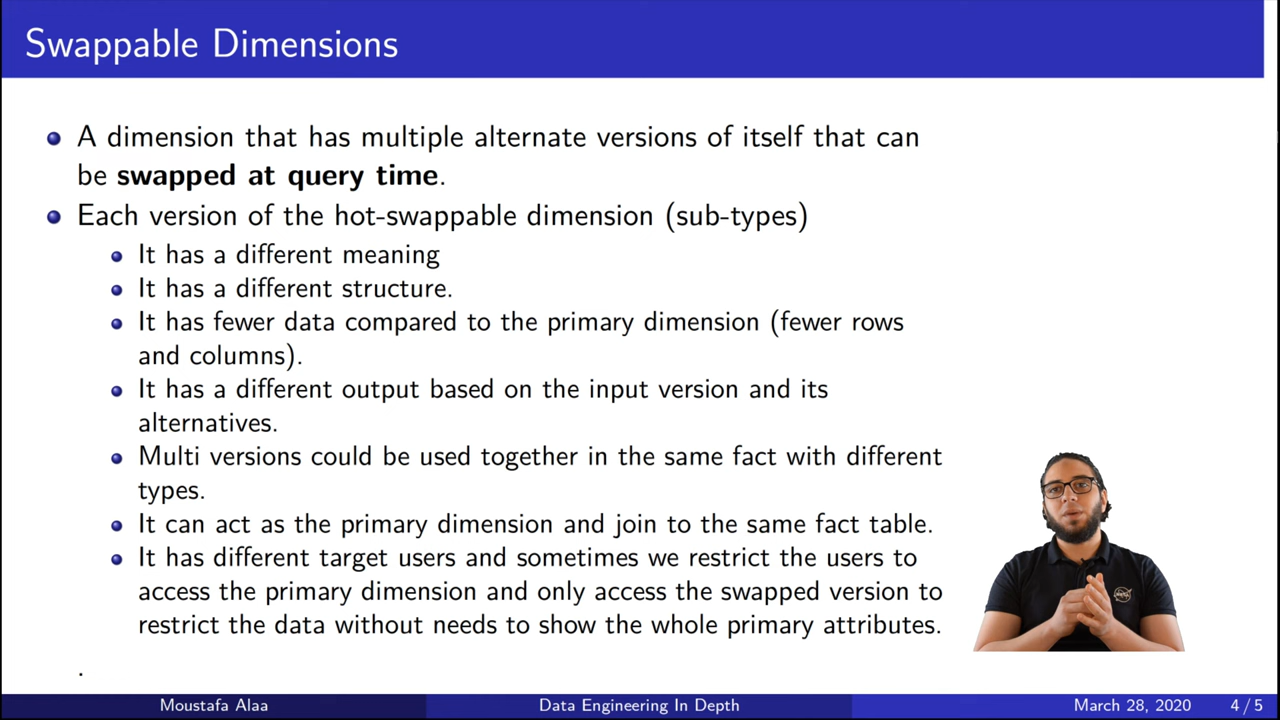 Swappable Dimensions
A dimension that has multiple alternate versions of itself that can
be swapped at query time.
Each version of the hot-swappable dimension (sub-types)
It has a different meaning
It has a different structure.
It has fewer data compared to the primary dimension (fewer rows
and columns).
It has a different output based on the input version and its
alternatives.
Multi versions could be used together in the same fact with different
types.
It can act as the primary dimension and join to the same fact table.
It has different target users and sometimes we restrict the users to
access the primary dimension and only access the swapped version to
restrict the data without needs to show the whole primary attributes.
.
Moustafa Alaa
Data Engineering In Depth
March 28, 2020
4 / 5